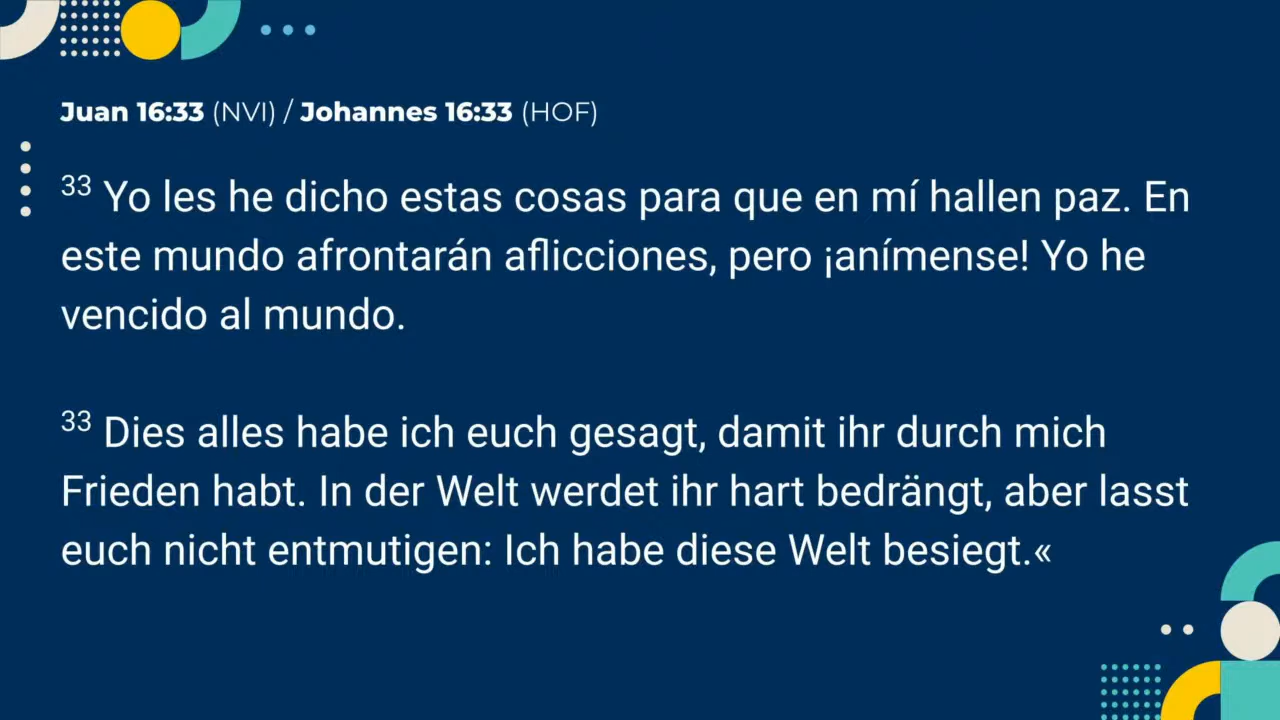 Juan 16:33 (NVI) / Johannes 16:33 (HOF)
33 Yo les he dicho estas cosas para que en mí hallen paz. En
este mundo afrontarán aflicciones, pero ¡anímense! Yo he
vencido al mundo.
33 Dies alles habe ich euch gesagt, damit ihr durch mich
Frieden habt. In der Welt werdet ihr hart bedrängt, aber lasst
euch nicht entmutigen: Ich habe diese Welt besiegt.«